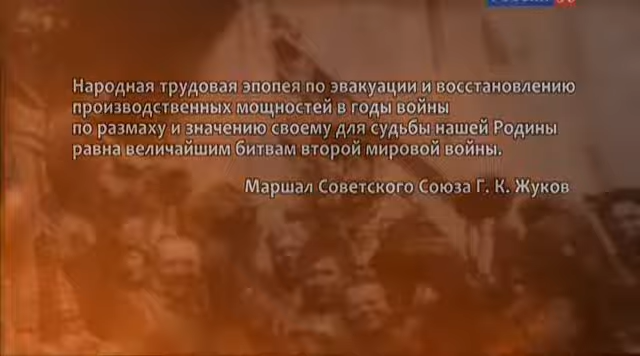 Народная трудовая эпопея по эвакуации и восстановлению
производственных мощностей в годы войны
по размаху и значению своему для судьбы нашей Родины
равна величайшим битвам второй мировой войны.
Маршал Советского Союза Г. К. Жуков